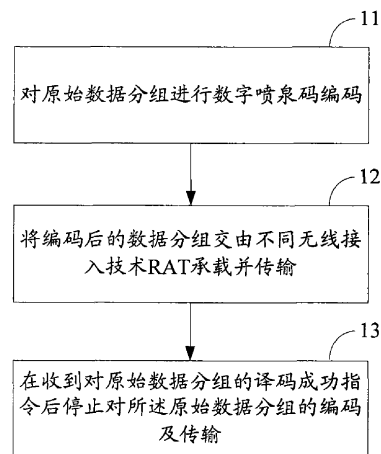 11
对原始数据分组进行数字喷泉码编码
12
将编码后的数据分组交由不同无线接
入技术RAT承载并传输
13
在收到对原始数据分组的译码成功指
令后停止对所述原始数据分组的编码
及传输